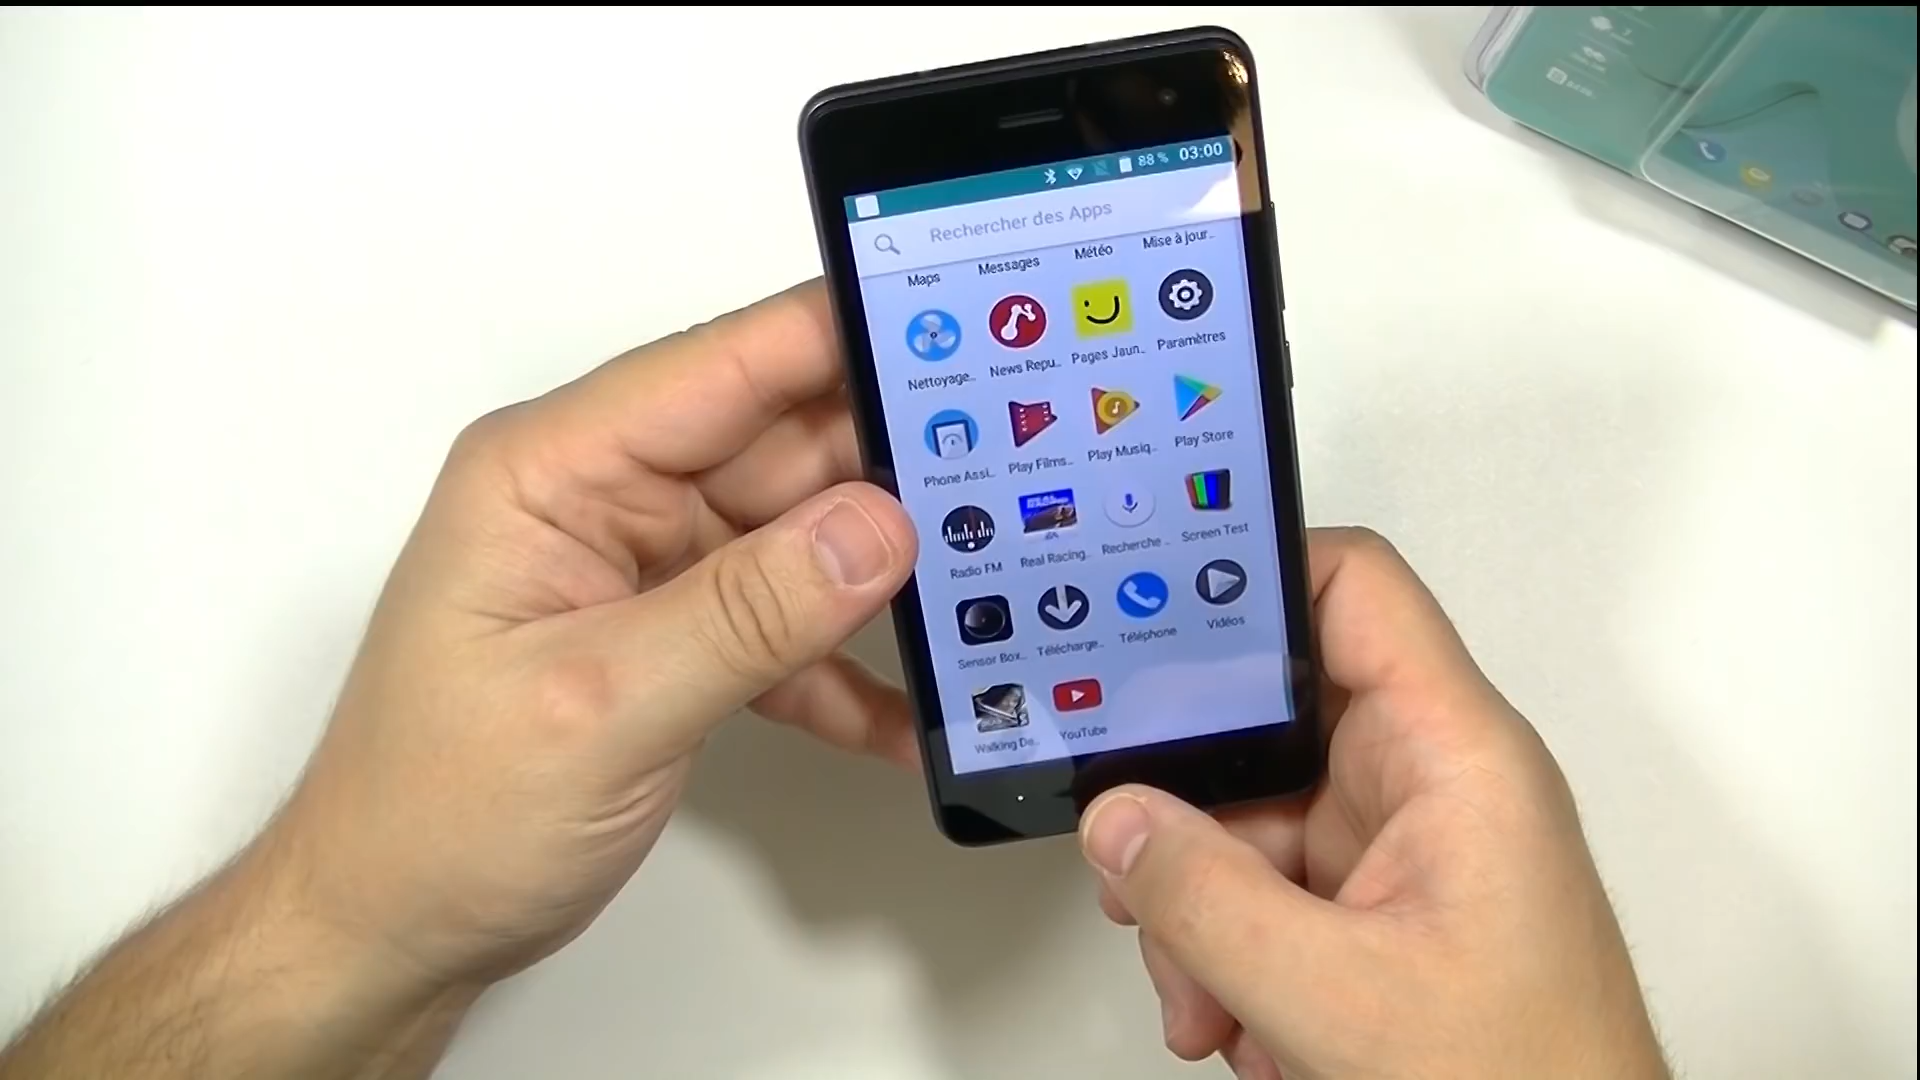 88 % 03:00
Rechercher des Apps
Maps Messages Météo Mise à jour...
Nettoyage... News Repu... Pages Jaun... Paramètres
Phone Assi... Play Films... Play Musiq... Play Store
Radio FM Real Racing... Recherche ... Screen Test
Sensor Box... Télécharge... Téléphone Vidéos
Walking De... YouTube